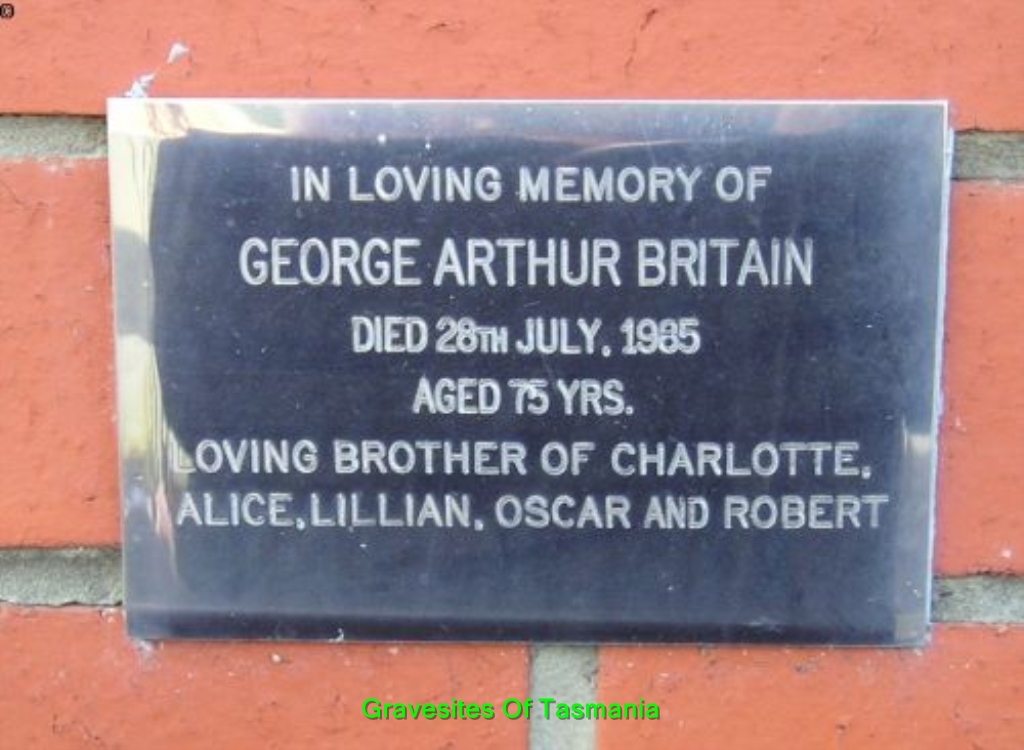 IN LOVING MEMORY OF
GEORGE ARTHUR BRITAIN
DIED 28TH JULY, 1985
AGED 75 YRS.
LOVING BROTHER OF CHARLOTTE,
ALICE, LILLIAN, OSCAR AND ROBERT
Gravesites Of Tasmania